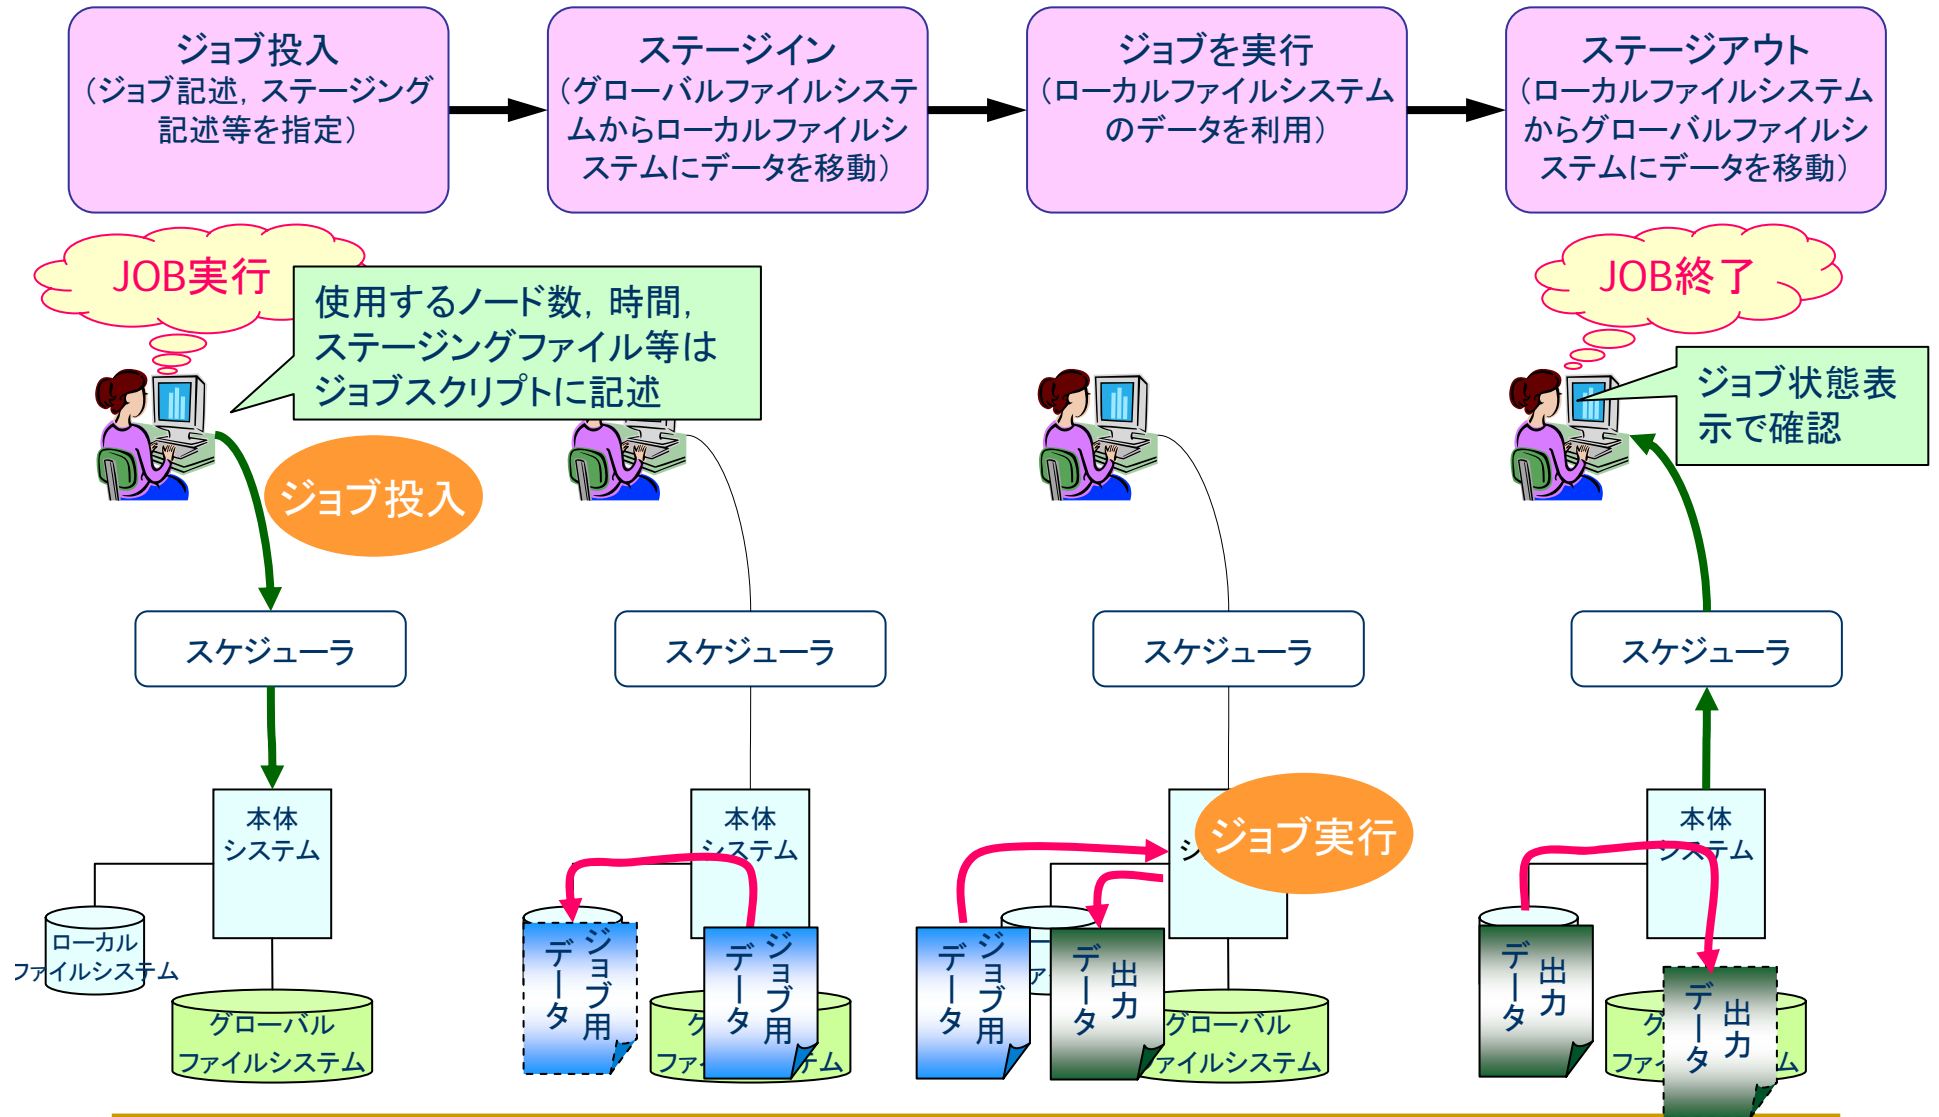 ジョブ投入
（ジョブ記述，ステージング
記述等を指定）
ステージイン
（グローバルファイルシステ
ムからローカルファイルシ
ステムにデータを移動）
ジョブを実行
（ローカルファイルシステム
のデータを利用）
ステージアウト
（ローカルファイルシステム
からグローバルファイルシ
ステムにデータを移動）
JOB実行
使用するノード数，時間，
ステージングファイル等は
ジョブスクリプトに記述
JOB終了
ジョブ状態表
示で確認
ジョブ投入
スケジューラ
スケジューラ
スケジューラ
スケジューラ
本体
システム
ローカル
ファイルシステム
グローバル
ファイルシステム
本体
システム
ジョブ用
データ
ジョブ用
データ
ジョブ実行
ジョブ用
データ
出力
データ
グローバル
ァイルシステム
本体
システム
出力
データ
出力
データ